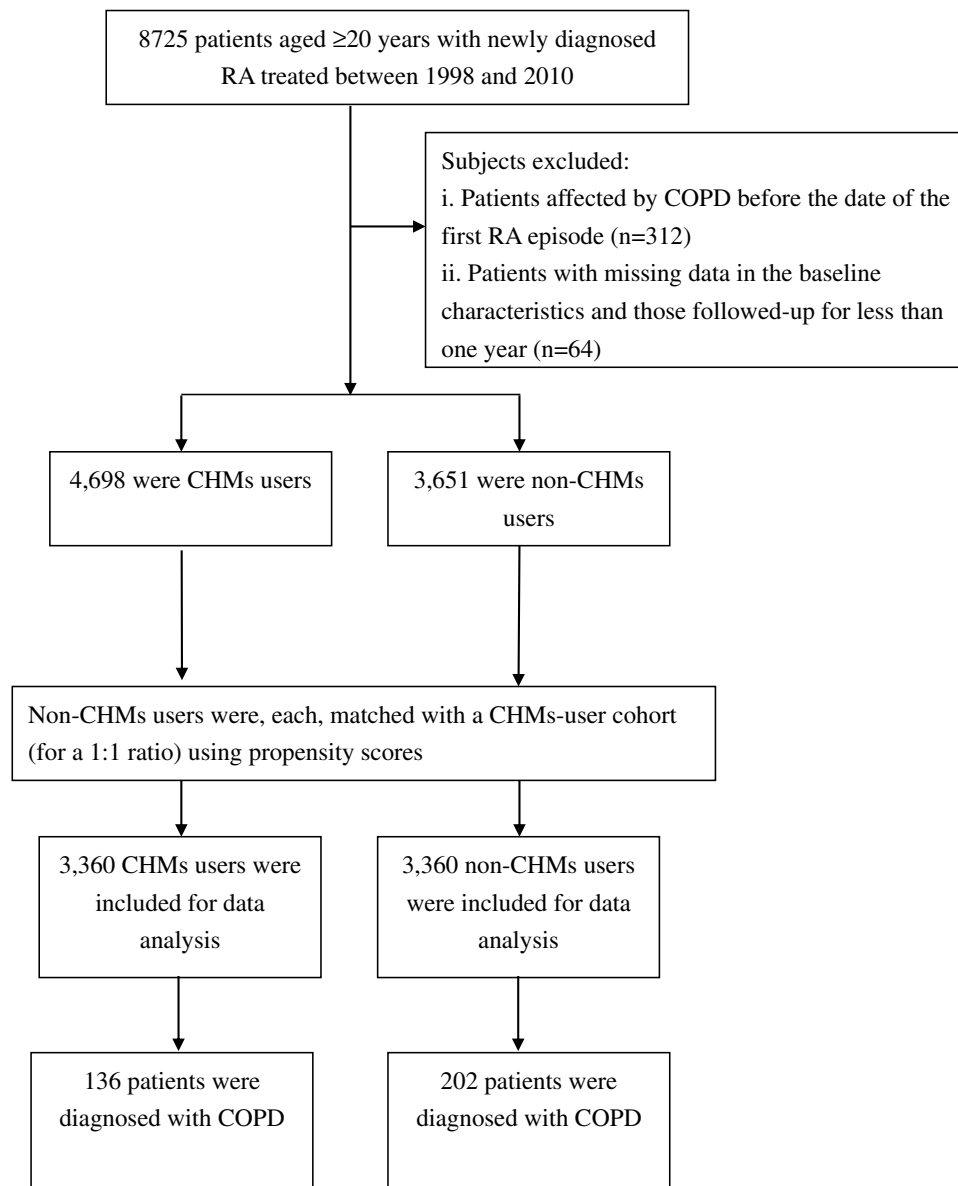 8725 patients aged ≥20 years with newly diagnosed
RA treated between 1998 and 2010
Subjects excluded:
i. Patients affected by COPD before the date of the
first RA episode (n=312)
ii. Patients with missing data in the baseline
characteristics and those followed-up for less than
one year (n=64)
4,698 were CHMs users
3,651 were non-CHMs
users
Non-CHMs users were, each, matched with a CHMs-user cohort
(for a 1:1 ratio) using propensity scores
3,360 CHMs users were
included for data
analysis
3,360 non-CHMs users
were included for data
analysis
136 patients were
diagnosed with COPD
202 patients were
diagnosed with COPD